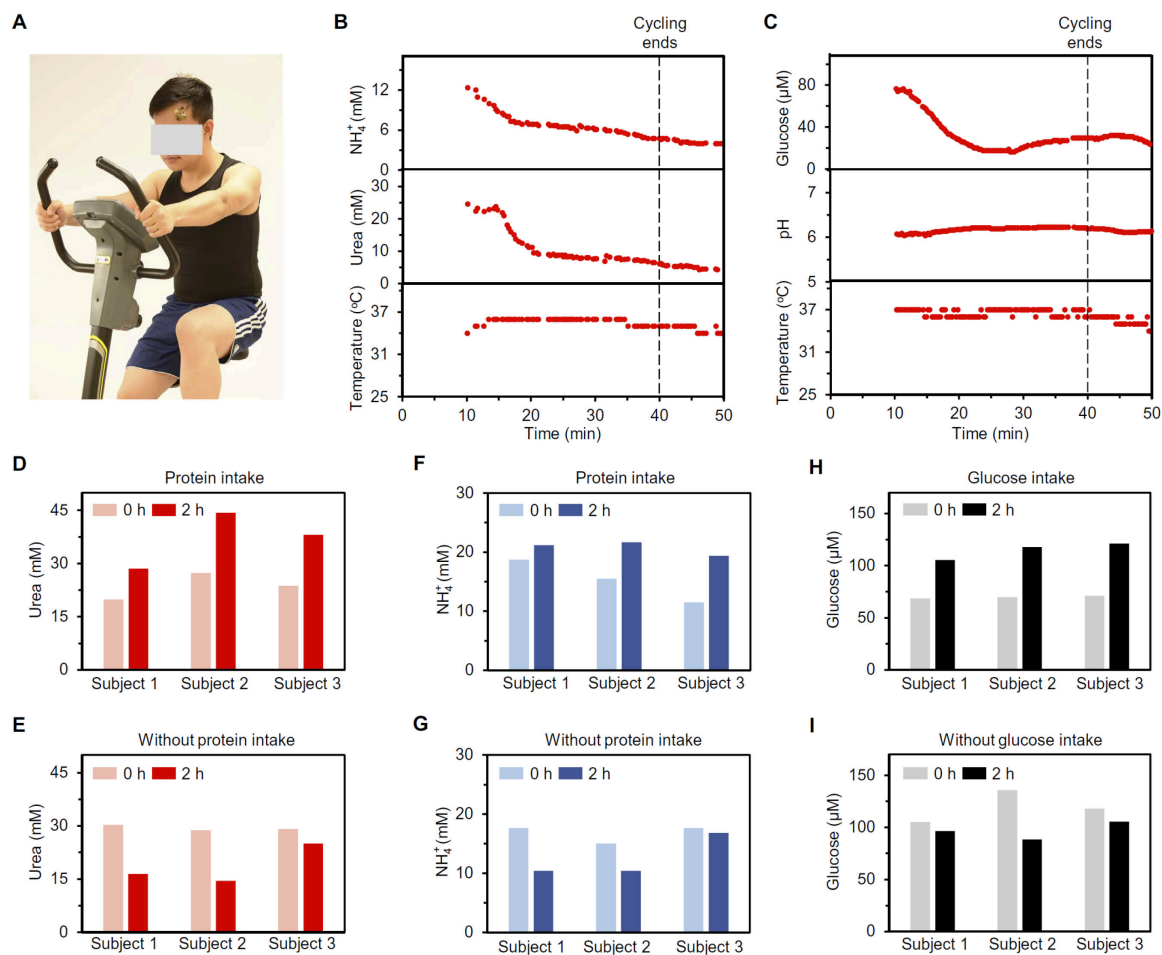 A
B
Cycling
ends
NH₄⁺ (mM)
12
6
0
Urea (mM)
30
20
10
0
Temperature (ºC)
37
31
25
0
10
20
30
40
50
Time (min)
C
Cycling
ends
Glucose (µM)
80
40
0
pH
7
6
5
Temperature (ºC)
37
31
25
0
10
20
30
40
50
Time (min)
D
Protein intake
0 h
2 h
Urea (mM)
45
30
15
0
Subject 1
Subject 2
Subject 3
F
Protein intake
0 h
2 h
NH₄⁺ (mM)
30
20
10
0
Subject 1
Subject 2
Subject 3
H
Glucose intake
0 h
2 h
Glucose (µM)
150
100
50
0
Subject 1
Subject 2
Subject 3
E
Without protein intake
0 h
2 h
Urea (mM)
45
30
15
0
Subject 1
Subject 2
Subject 3
G
Without protein intake
0 h
2 h
NH₄⁺ (mM)
30
20
10
0
Subject 1
Subject 2
Subject 3
I
Without glucose intake
0 h
2 h
Glucose (µM)
150
100
50
0
Subject 1
Subject 2
Subject 3